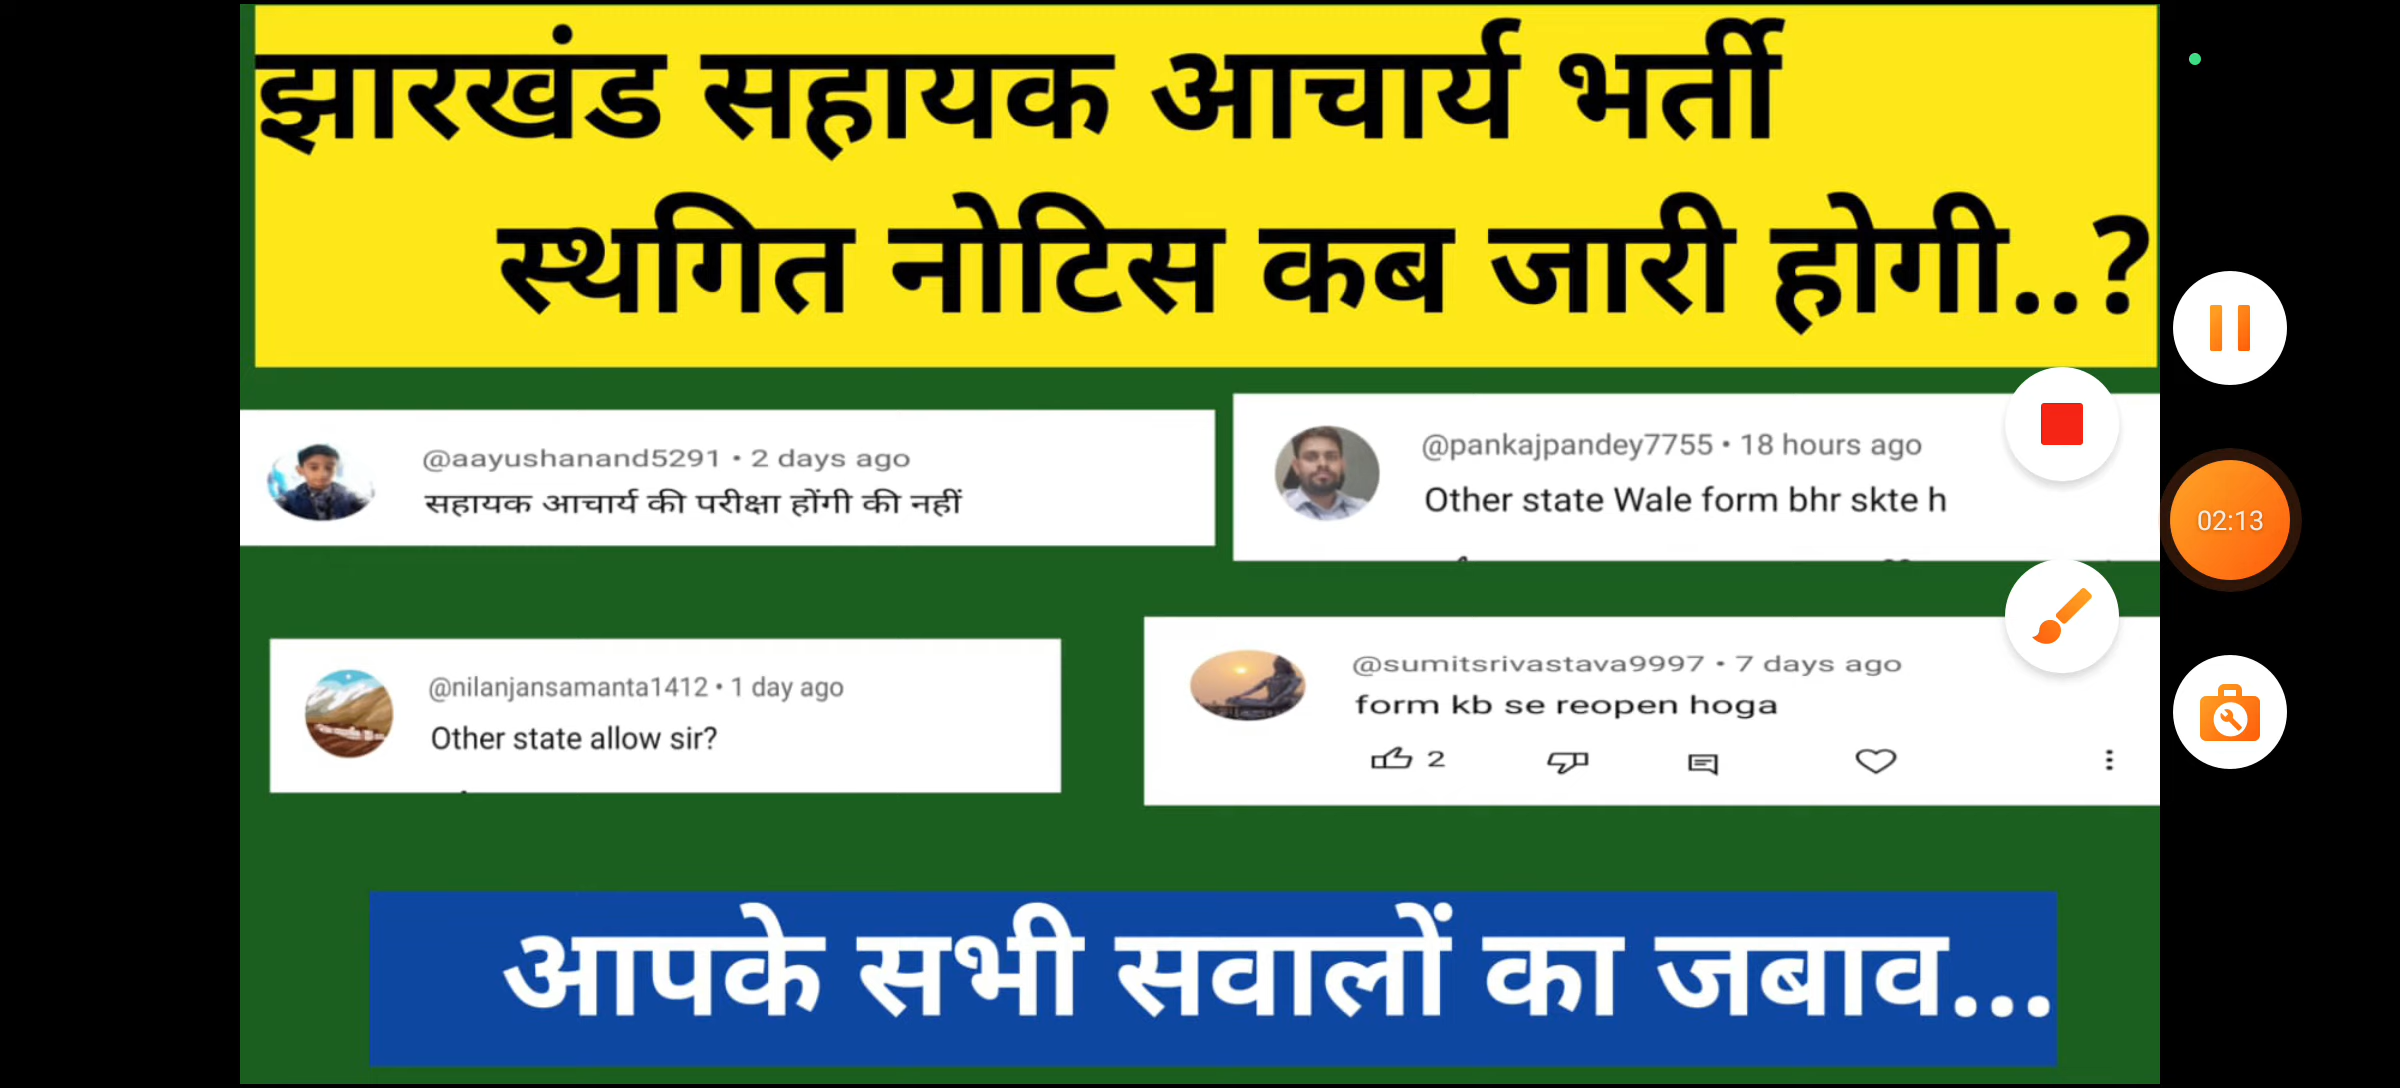 झारखंड सहायक आचार्य भर्ती
स्थगित नोटिस कब जारी होगी..?
@aayushanand5291 • 2 days ago
सहायक आचार्य की परीक्षा होंगी की नहीं
@pankajpandey7755 • 18 hours ago
Other state Wale form bhr skte h
02:13
@nilanjansamanta1412 • 1 day ago
Other state allow sir?
@sumitsrivastava9997 • 7 days ago
form kb se reopen hoga
2
आपके सभी सवालों का जबाव...